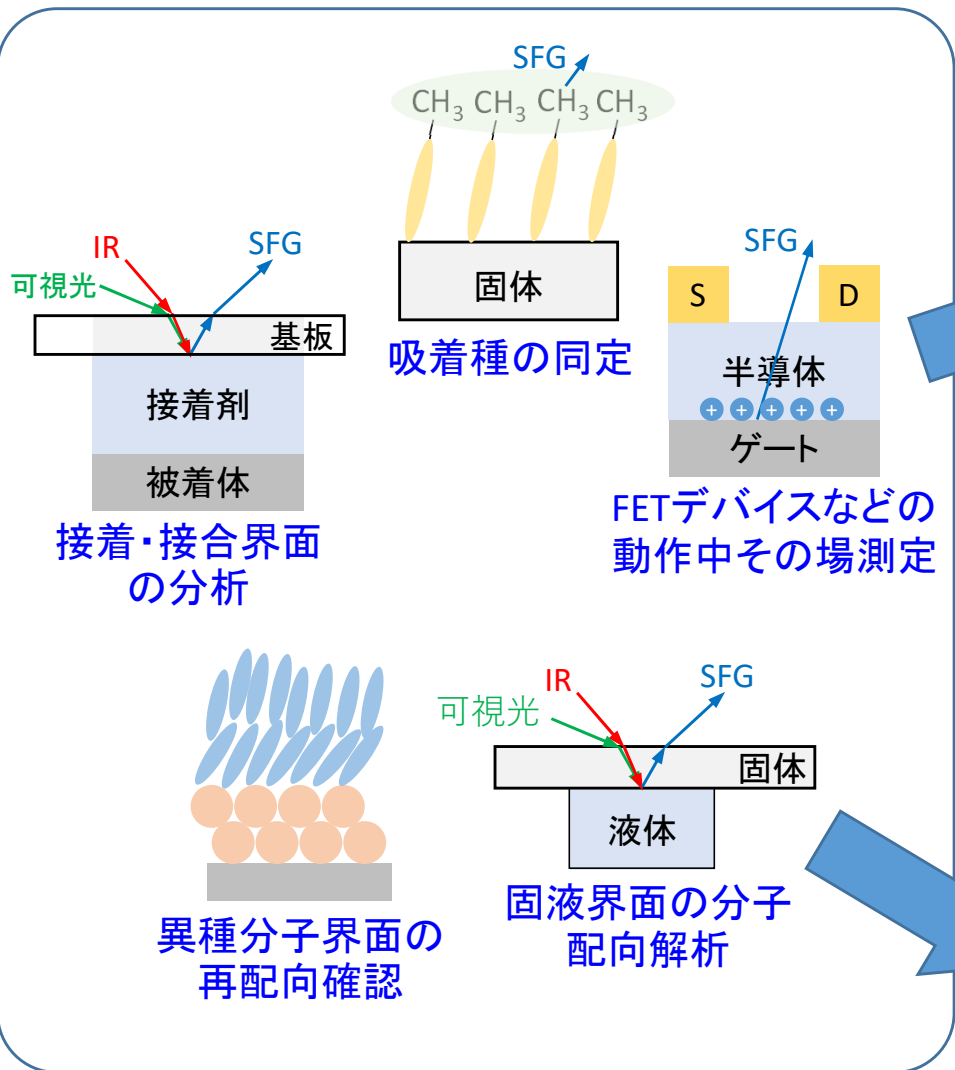 SFG
CH3 CH3 CH3 CH3
固体
吸着種の同定
IR
SFG
可視光
基板
接着剤
被着体
接着・接合界面
の分析
SFG
S
D
半導体
+ + + + +
ゲート
FETデバイスなどの
動作中その場測定
異種分子界面の
再配向確認
IR
SFG
可視光
固体
液体
固液界面の分子
配向解析